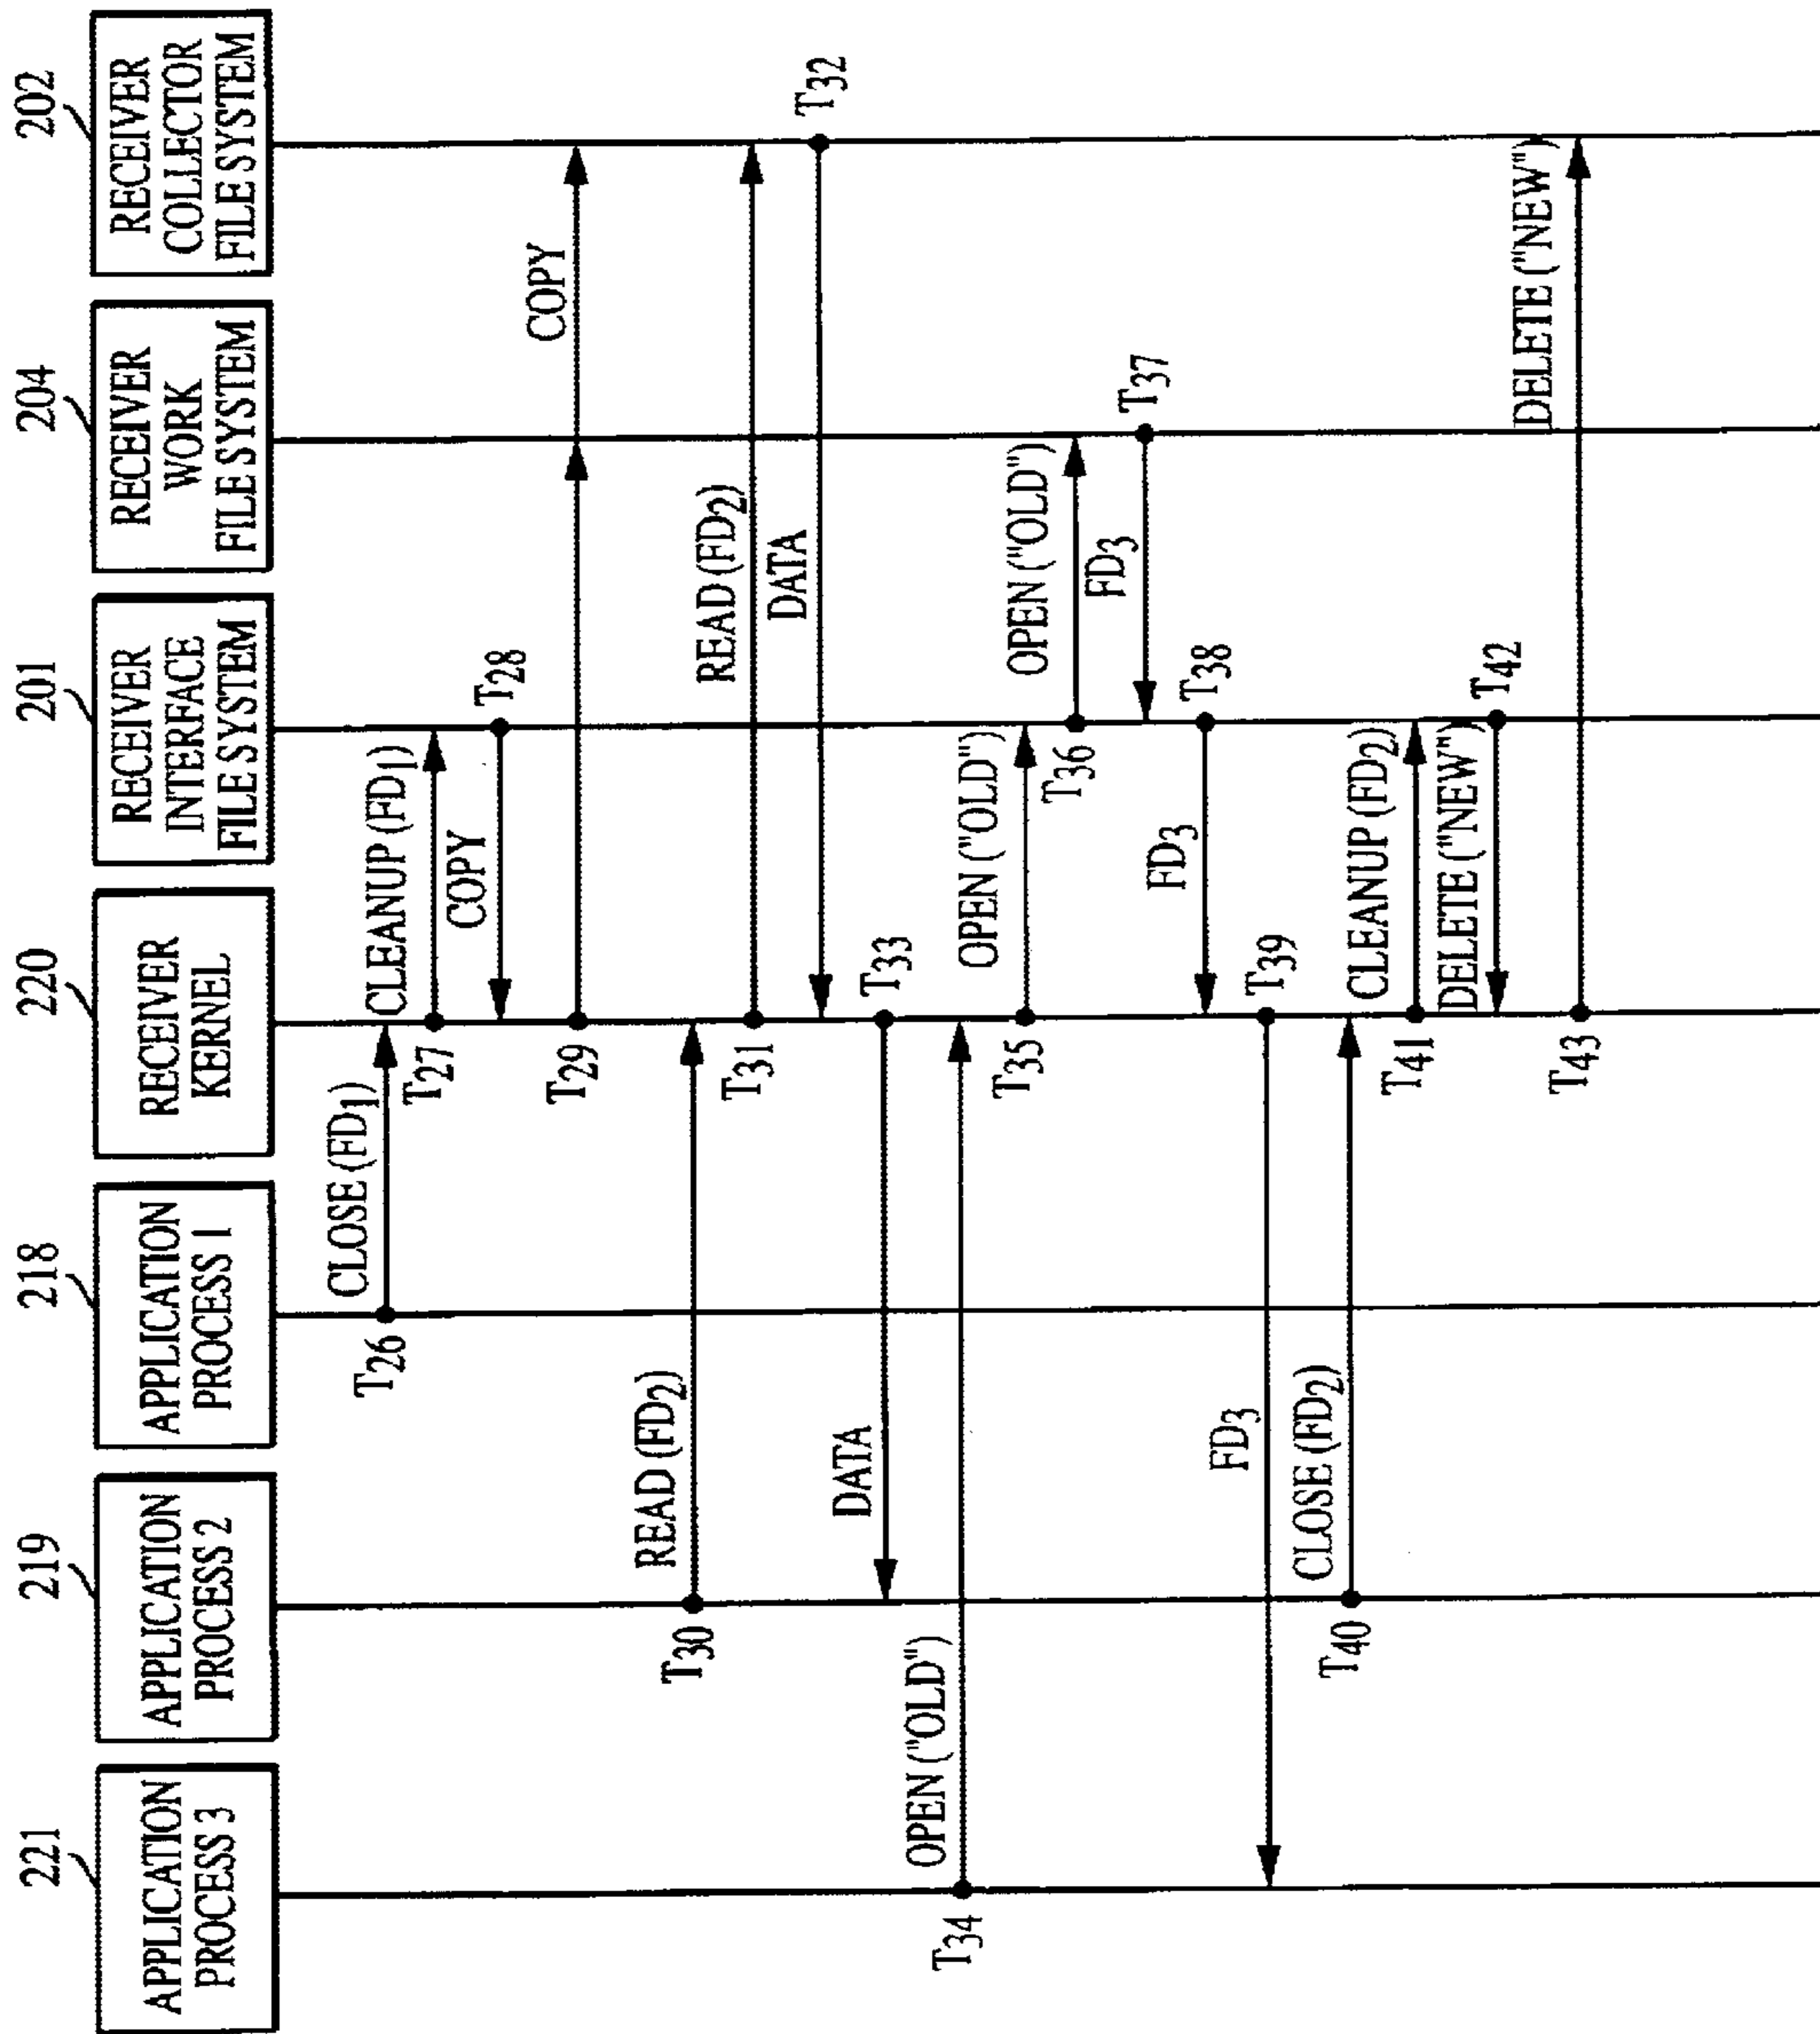 221
APPLICATION
PROCESS 3
219
APPLICATION
PROCESS 2
218
APPLICATION
PROCESS 1
220
RECEIVER
KERNEL
201
RECEIVER
INTERFACE
FILE SYSTEM
204
RECEIVER
WORK
FILE SYSTEM
202
RECEIVER
COLLECTOR
FILE SYSTEM
T26
CLOSE (FD1)
T27
CLEANUP (FD1)
COPY
T28
T29
COPY
T30
READ (FD2)
T31
READ (FD2)
DATA
T32
DATA
T33
T34
OPEN ("OLD")
T35
OPEN ("OLD")
T36
OPEN ("OLD")
FD3
T37
FD3
T38
FD3
T39
T40
CLOSE (FD2)
T41
CLEANUP (FD2)
DELETE ("NEW")
T42
T43
DELETE ("NEW")